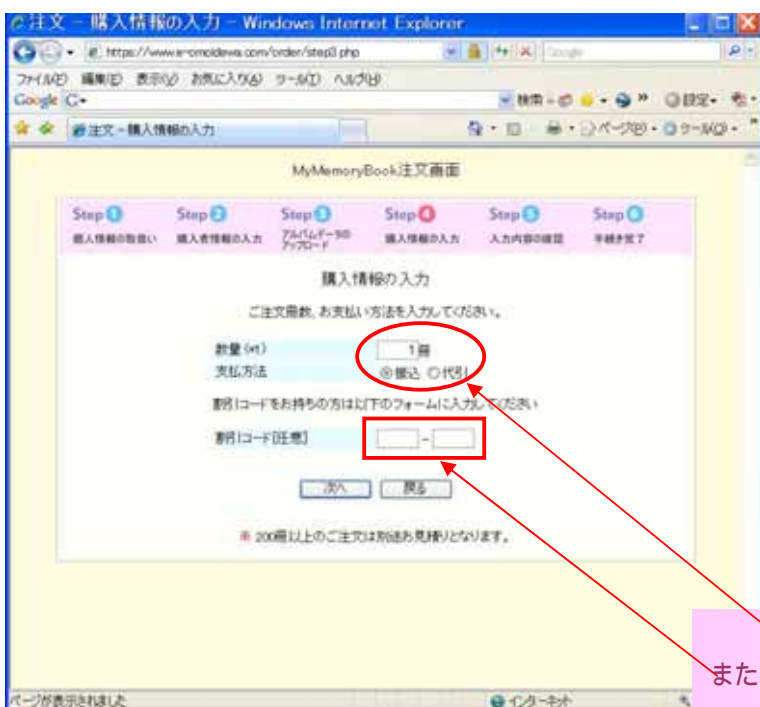 注文 - 購入情報の入力 - Windows Internet Explorer
https://www.e-omoidewa.com/order/step3.php
Google
ファイル(F) 編集(E) 表示(V) お気に入り(A) ツール(T) ヘルプ(H)
Google G 検索 設定
注文 - 購入情報の入力 ページ(P) ツール(O)
MyMemoryBook注文画面
Step 1 Step 2 Step 3 Step 4 Step 5 Step 6
個人情報の取扱い 購入者情報の入力 アルバムデータのアップロード 購入情報の入力 入力内容の確認 手続き完了
購入情報の入力
ご注文冊数、お支払い方法を入力してください。
数量(※1) 1 冊
支払方法 振込 代引
割引コードをお持ちの方は以下のフォームに入力してください
割引コード[任意] -
次へ 戻る
※ 200冊以上のご注文は別途お見積りとなります。
また
ページが表示されました インターネット